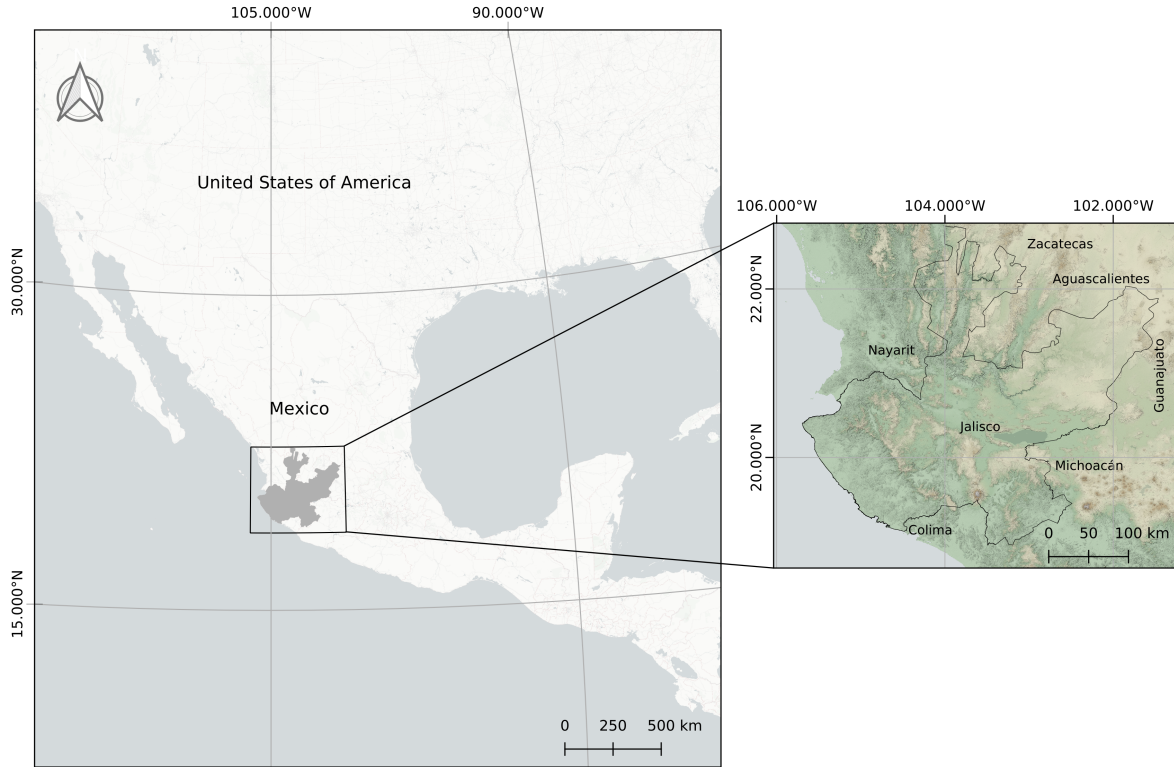 105.000°W
90.000°W
United States of America
30.000°N
Mexico
15.000°N
0 250 500 km
106.000°W
104.000°W
102.000°W
22.000°N
20.000°N
Zacatecas
Aguascalientes
Nayarit
Guanajuato
Jalisco
Michoacán
Colima
0 50 100 km